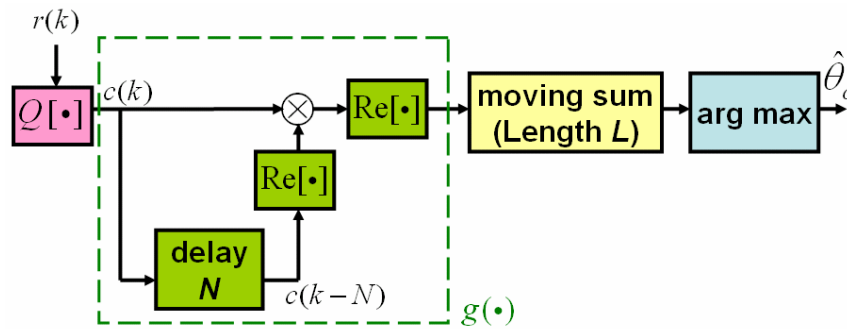 r(k)
Q[•]
c(k)
×
Re[•]
moving sum
(Length L)
arg max
Re[•]
delay
N
c(k−N)
g(•)